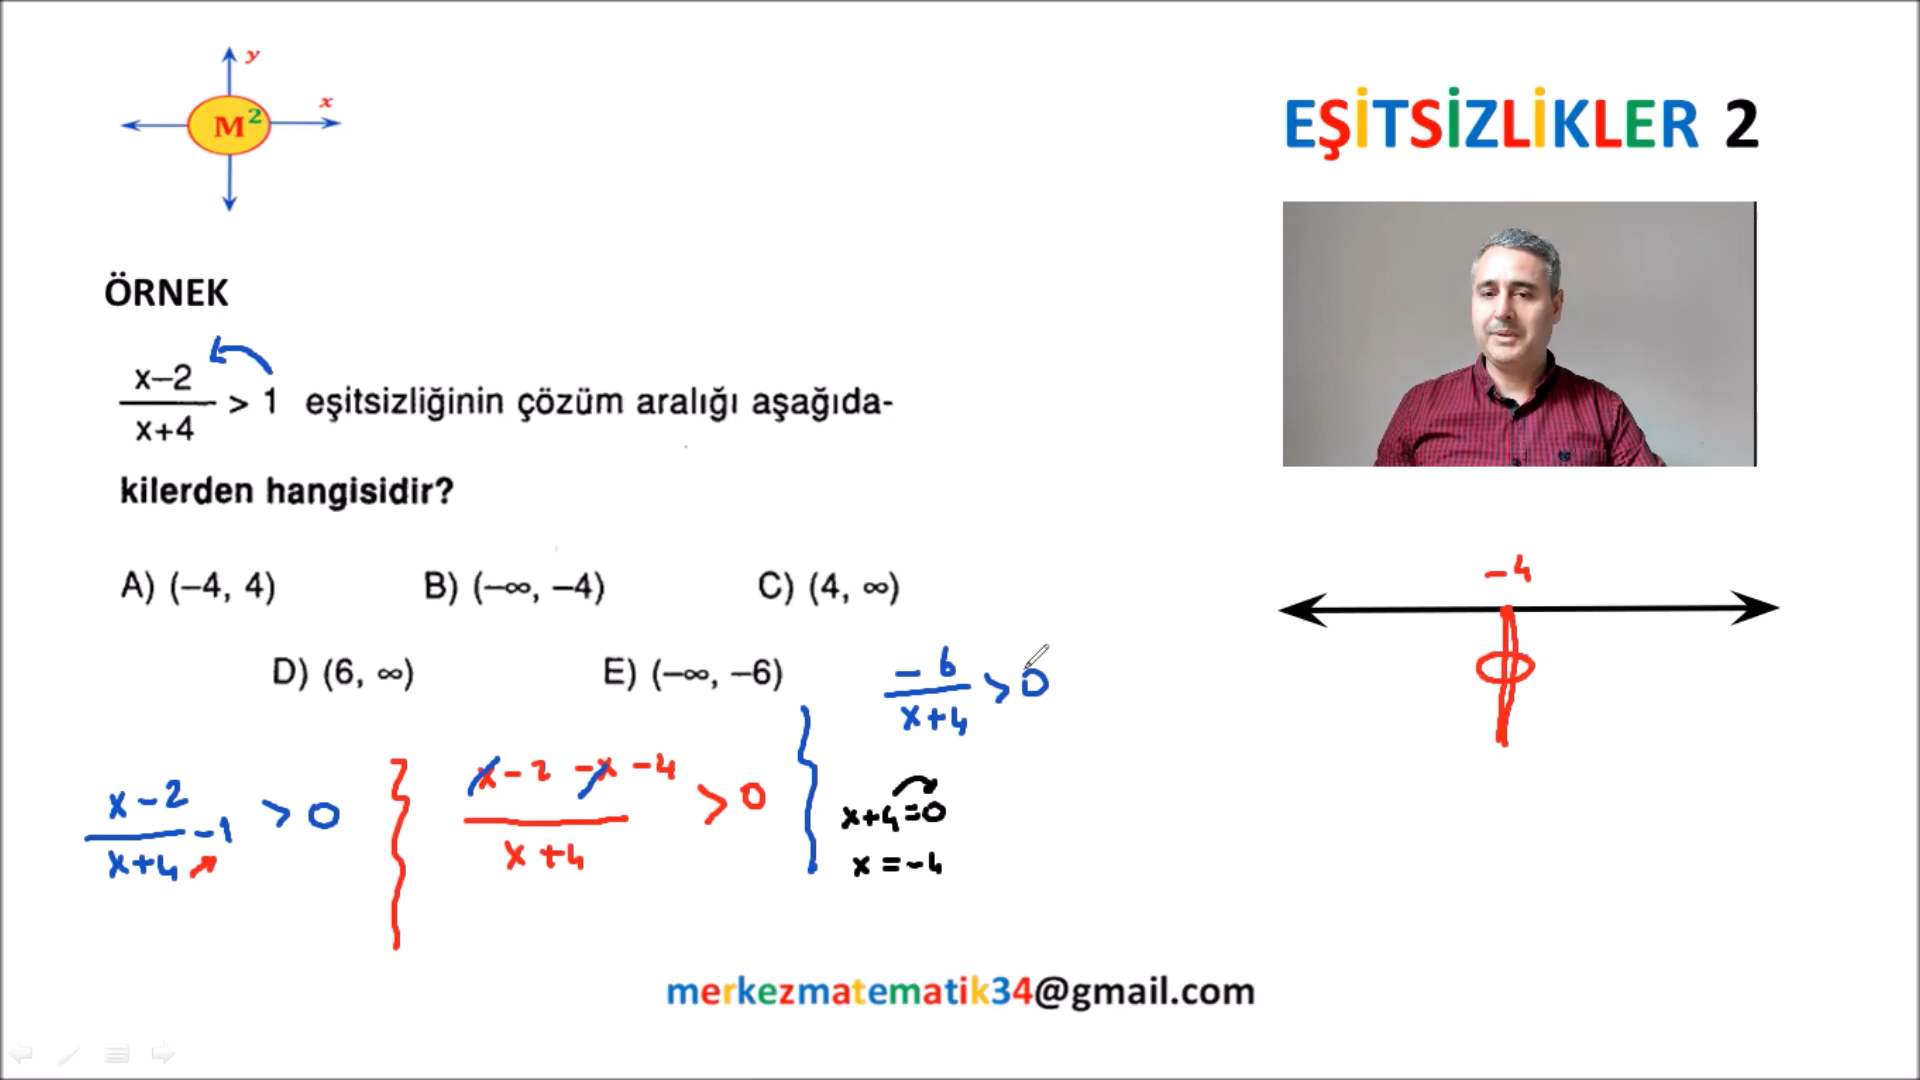 y
x
M²
EŞİTSİZLİKLER 2
ÖRNEK
x–2
x+4
> 1 eşitsizliğinin çözüm aralığı aşağıda-
kilerden hangisidir?
A) (–4, 4) B) (–∞, –4) C) (4, ∞)
D) (6, ∞) E) (–∞, –6)
-4
-6
x+4
>0
x-2
x+4
-1 > 0
x-2 -x-4
x+4
>0
x+4=0
x=-4
merkezmatematik34@gmail.com